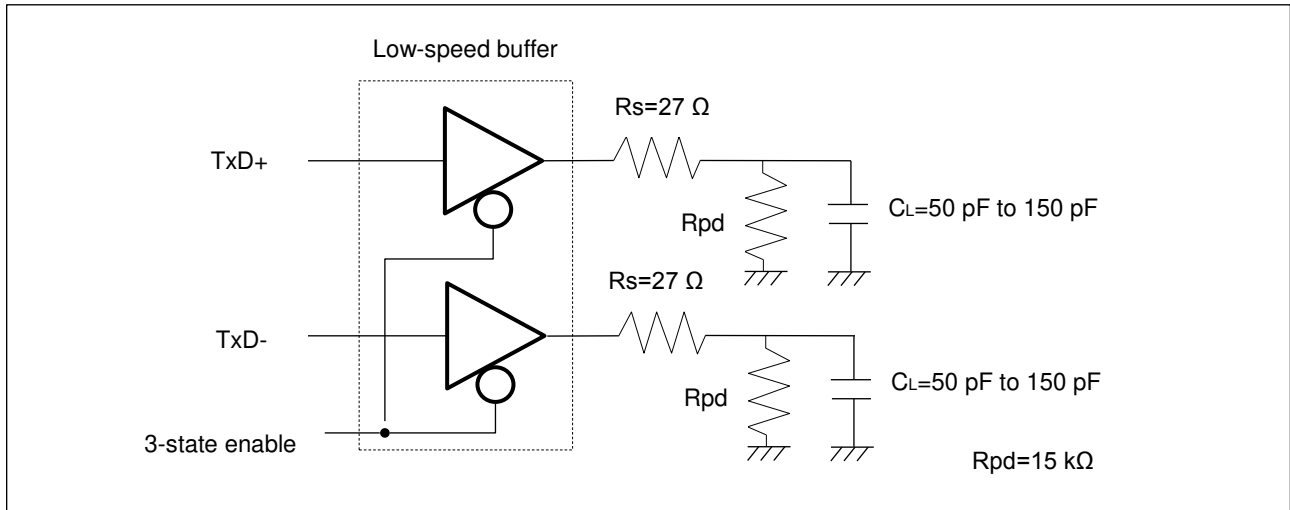 Low-speed buffer
Rs=27 Ω
TxD+
CL=50 pF to 150 pF
Rpd
Rs=27 Ω
TxD-
CL=50 pF to 150 pF
Rpd
3-state enable
Rpd=15 kΩ